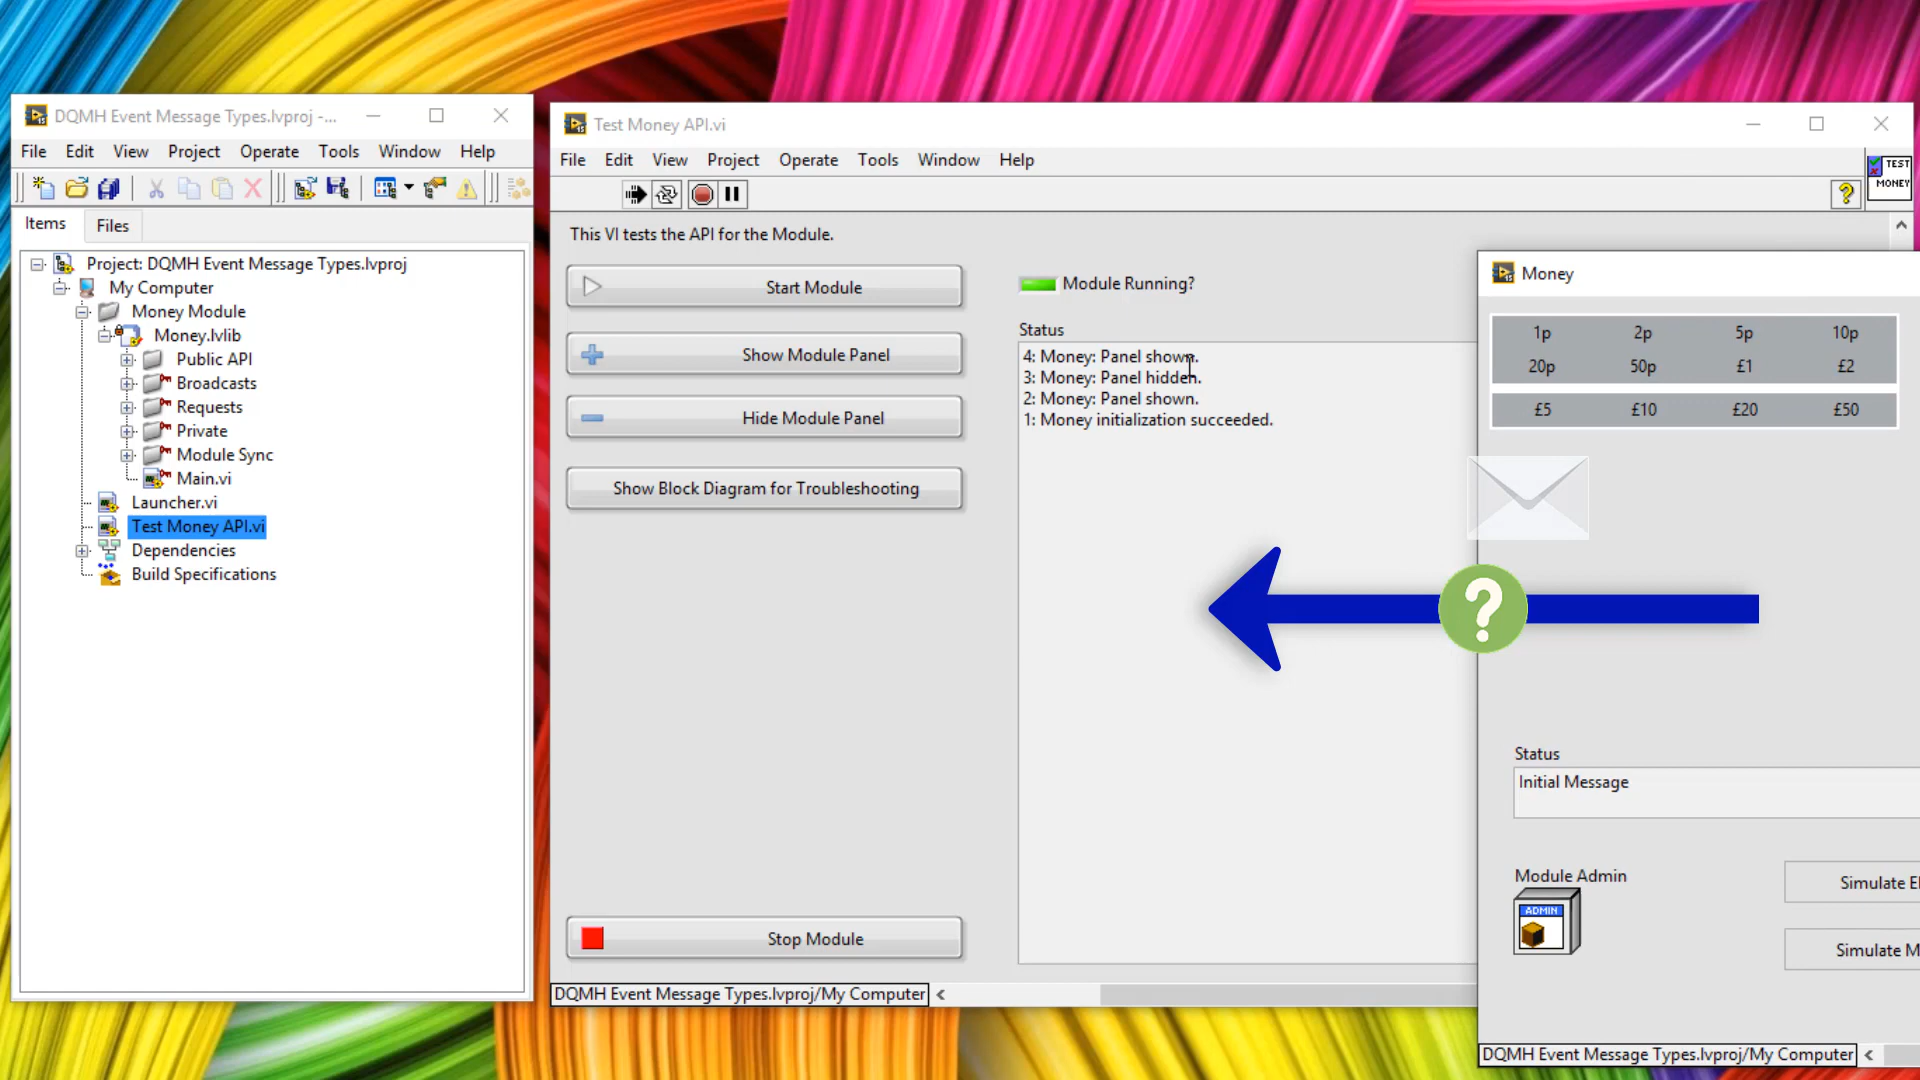 DQMH Event Message Types.lvproj -...
File Edit View Project Operate Tools Window Help
Items Files
Project: DQMH Event Message Types.lvproj
My Computer
Money Module
Money.lvlib
Public API
Broadcasts
Requests
Private
Module Sync
Main.vi
Launcher.vi
Test Money API.vi
Dependencies
Build Specifications
Test Money API.vi
File Edit View Project Operate Tools Window Help
?
TEST
MONEY
This VI tests the API for the Module.
Start Module
Show Module Panel
Hide Module Panel
Show Block Diagram for Troubleshooting
Stop Module
Module Running?
Status
4: Money: Panel shown.
3: Money: Panel hidden.
2: Money: Panel shown.
1: Money initialization succeeded.
DQMH Event Message Types.lvproj/My Computer
Money
1p 2p 5p 10p
20p 50p £1 £2
£5 £10 £20 £50
?
Status
Initial Message
Module Admin
ADMIN
Simulate
Simulate
DQMH Event Message Types.lvproj/My Computer